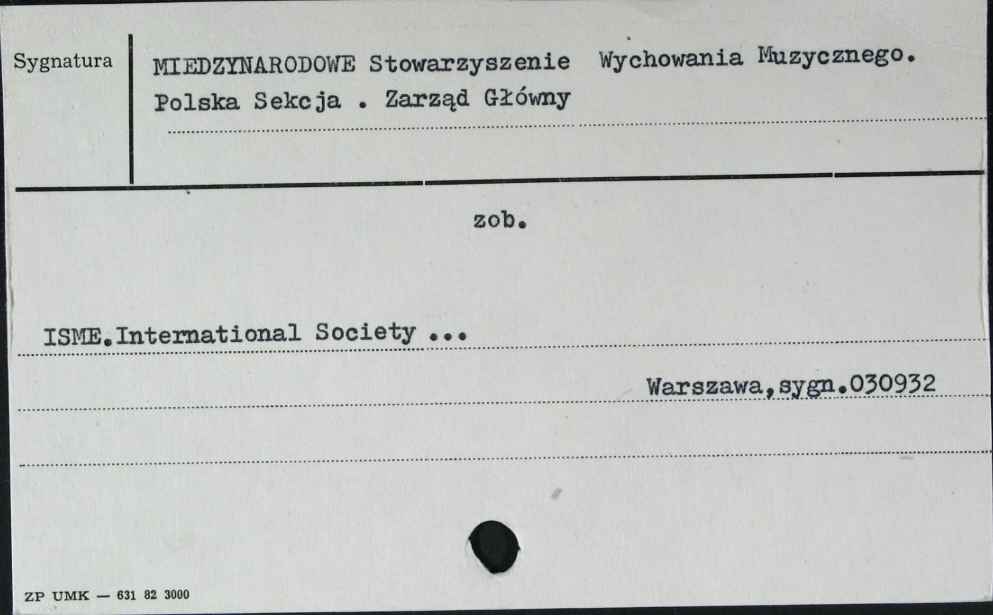 Sygnatura
MIEDZYNARODOWE Stowarzyszenie Wychowania Muzycznego.
Polska Sekcja . Zarząd Główny
zob.
ISME.International Society ...
Warszawa,sygn.030932
ZP UMK — 631 82 3000